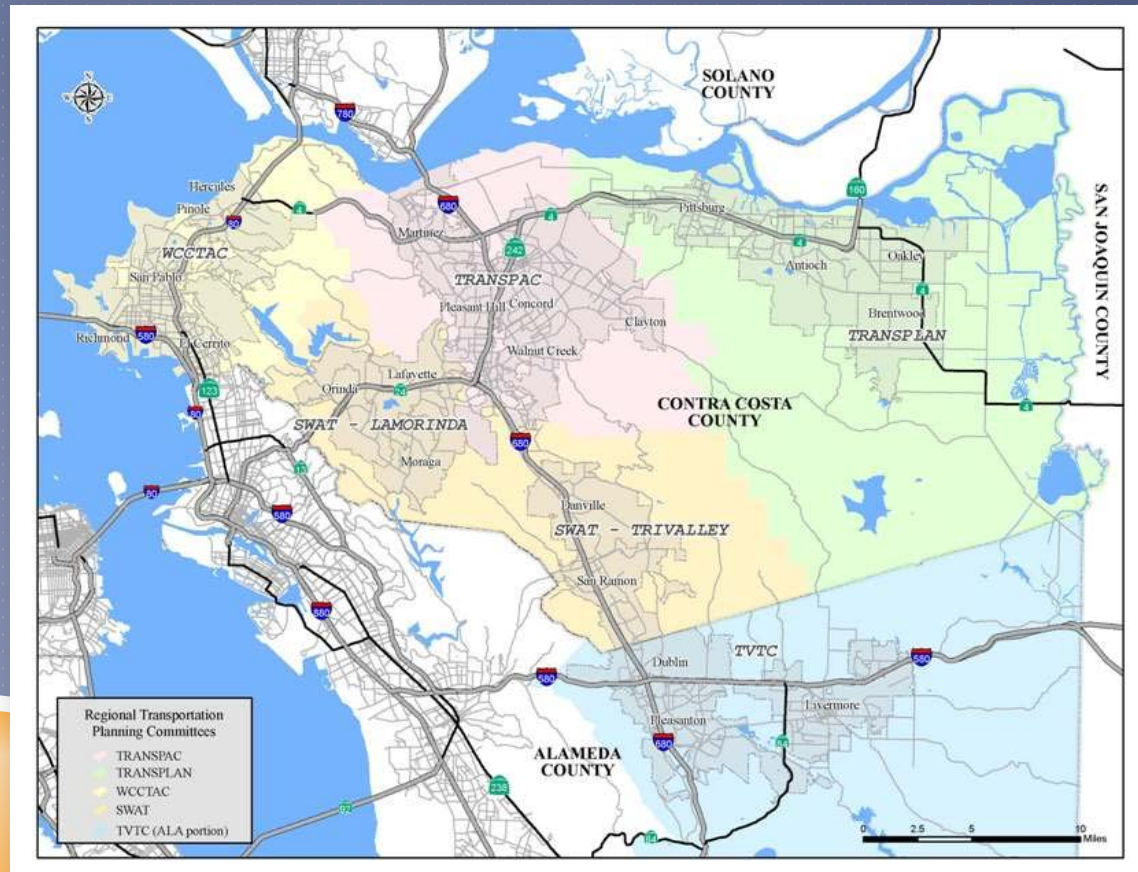 N
W E
S
SOLANO
COUNTY
780
160
SAN JOAQUIN COUNTY
Hercules
Pinole
80
4
680
Martinez
4
242
Pittsburg
4
WCCTAC
San Pablo
TRANSPAC
Antioch
Oakley
4
Pleasant Hill
Concord
Clayton
Brentwood
TRANSPLAN
Richmond
580
El Cerrito
Walnut Creek
123
80
Orinda
Lafayette
24
CONTRA COSTA
COUNTY
4
SWAT - LAMORINDA
680
13
Moraga
80
580
Danville
SWAT - TRIVALLEY
San Ramon
880
Dublin
TVTC
580
580
Pleasanton
Livermore
680
84
ALAMEDA
COUNTY
238
92
84
Regional Transportation
Planning Committees
TRANSPAC
TRANSPLAN
WCCTAC
SWAT
TVTC (ALA portion)
0 2.5 5 10
Miles